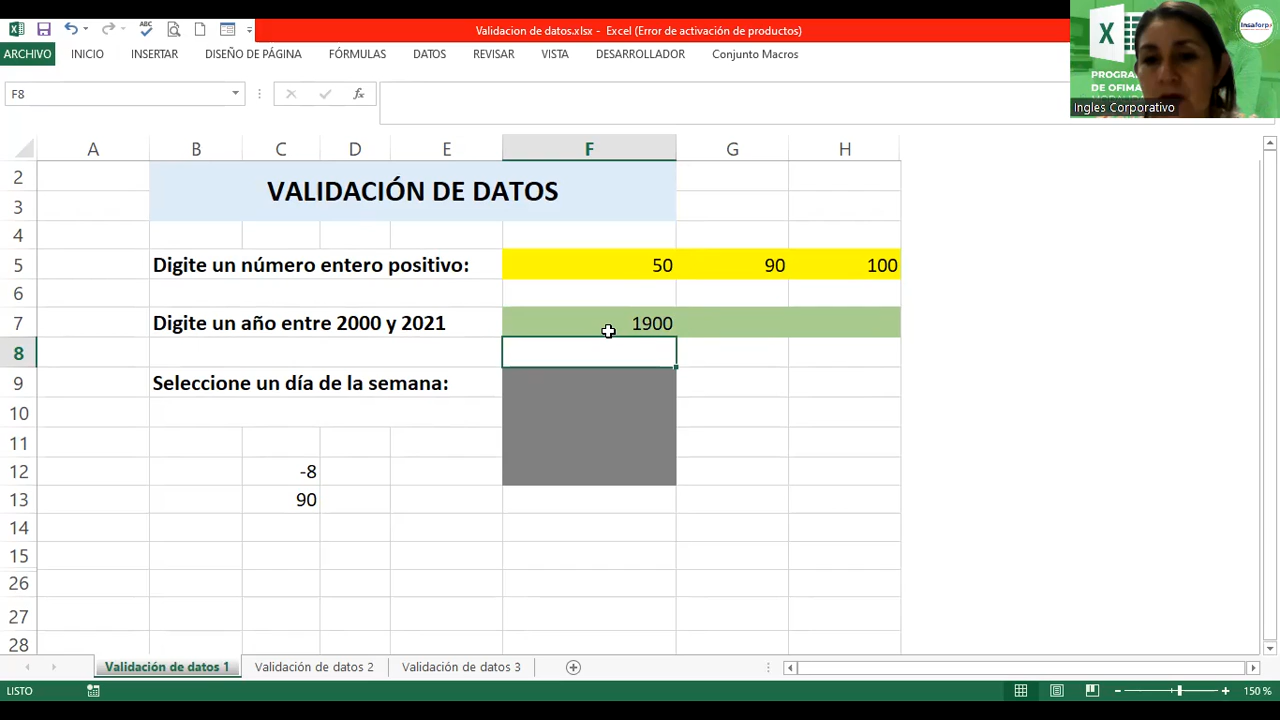 Validacion de datos.xlsx - Excel (Error de activación de productos)
ARCHIVO INICIO INSERTAR DISEÑO DE PÁGINA FÓRMULAS DATOS REVISAR VISTA DESARROLLADOR Conjunto Macros
PROGRAM
DE OFIMA
Insaforp
Ingles Corporativo
F8
fx
A B C D E F G H
2
VALIDACIÓN DE DATOS
3
4
5 Digite un número entero positivo: 50 90 100
6
7 Digite un año entre 2000 y 2021 1900
8
9 Seleccione un día de la semana:
10
11
12 -8
13 90
14
15
26
27
28
Validación de datos 1 Validación de datos 2 Validación de datos 3
LISTO 150 %